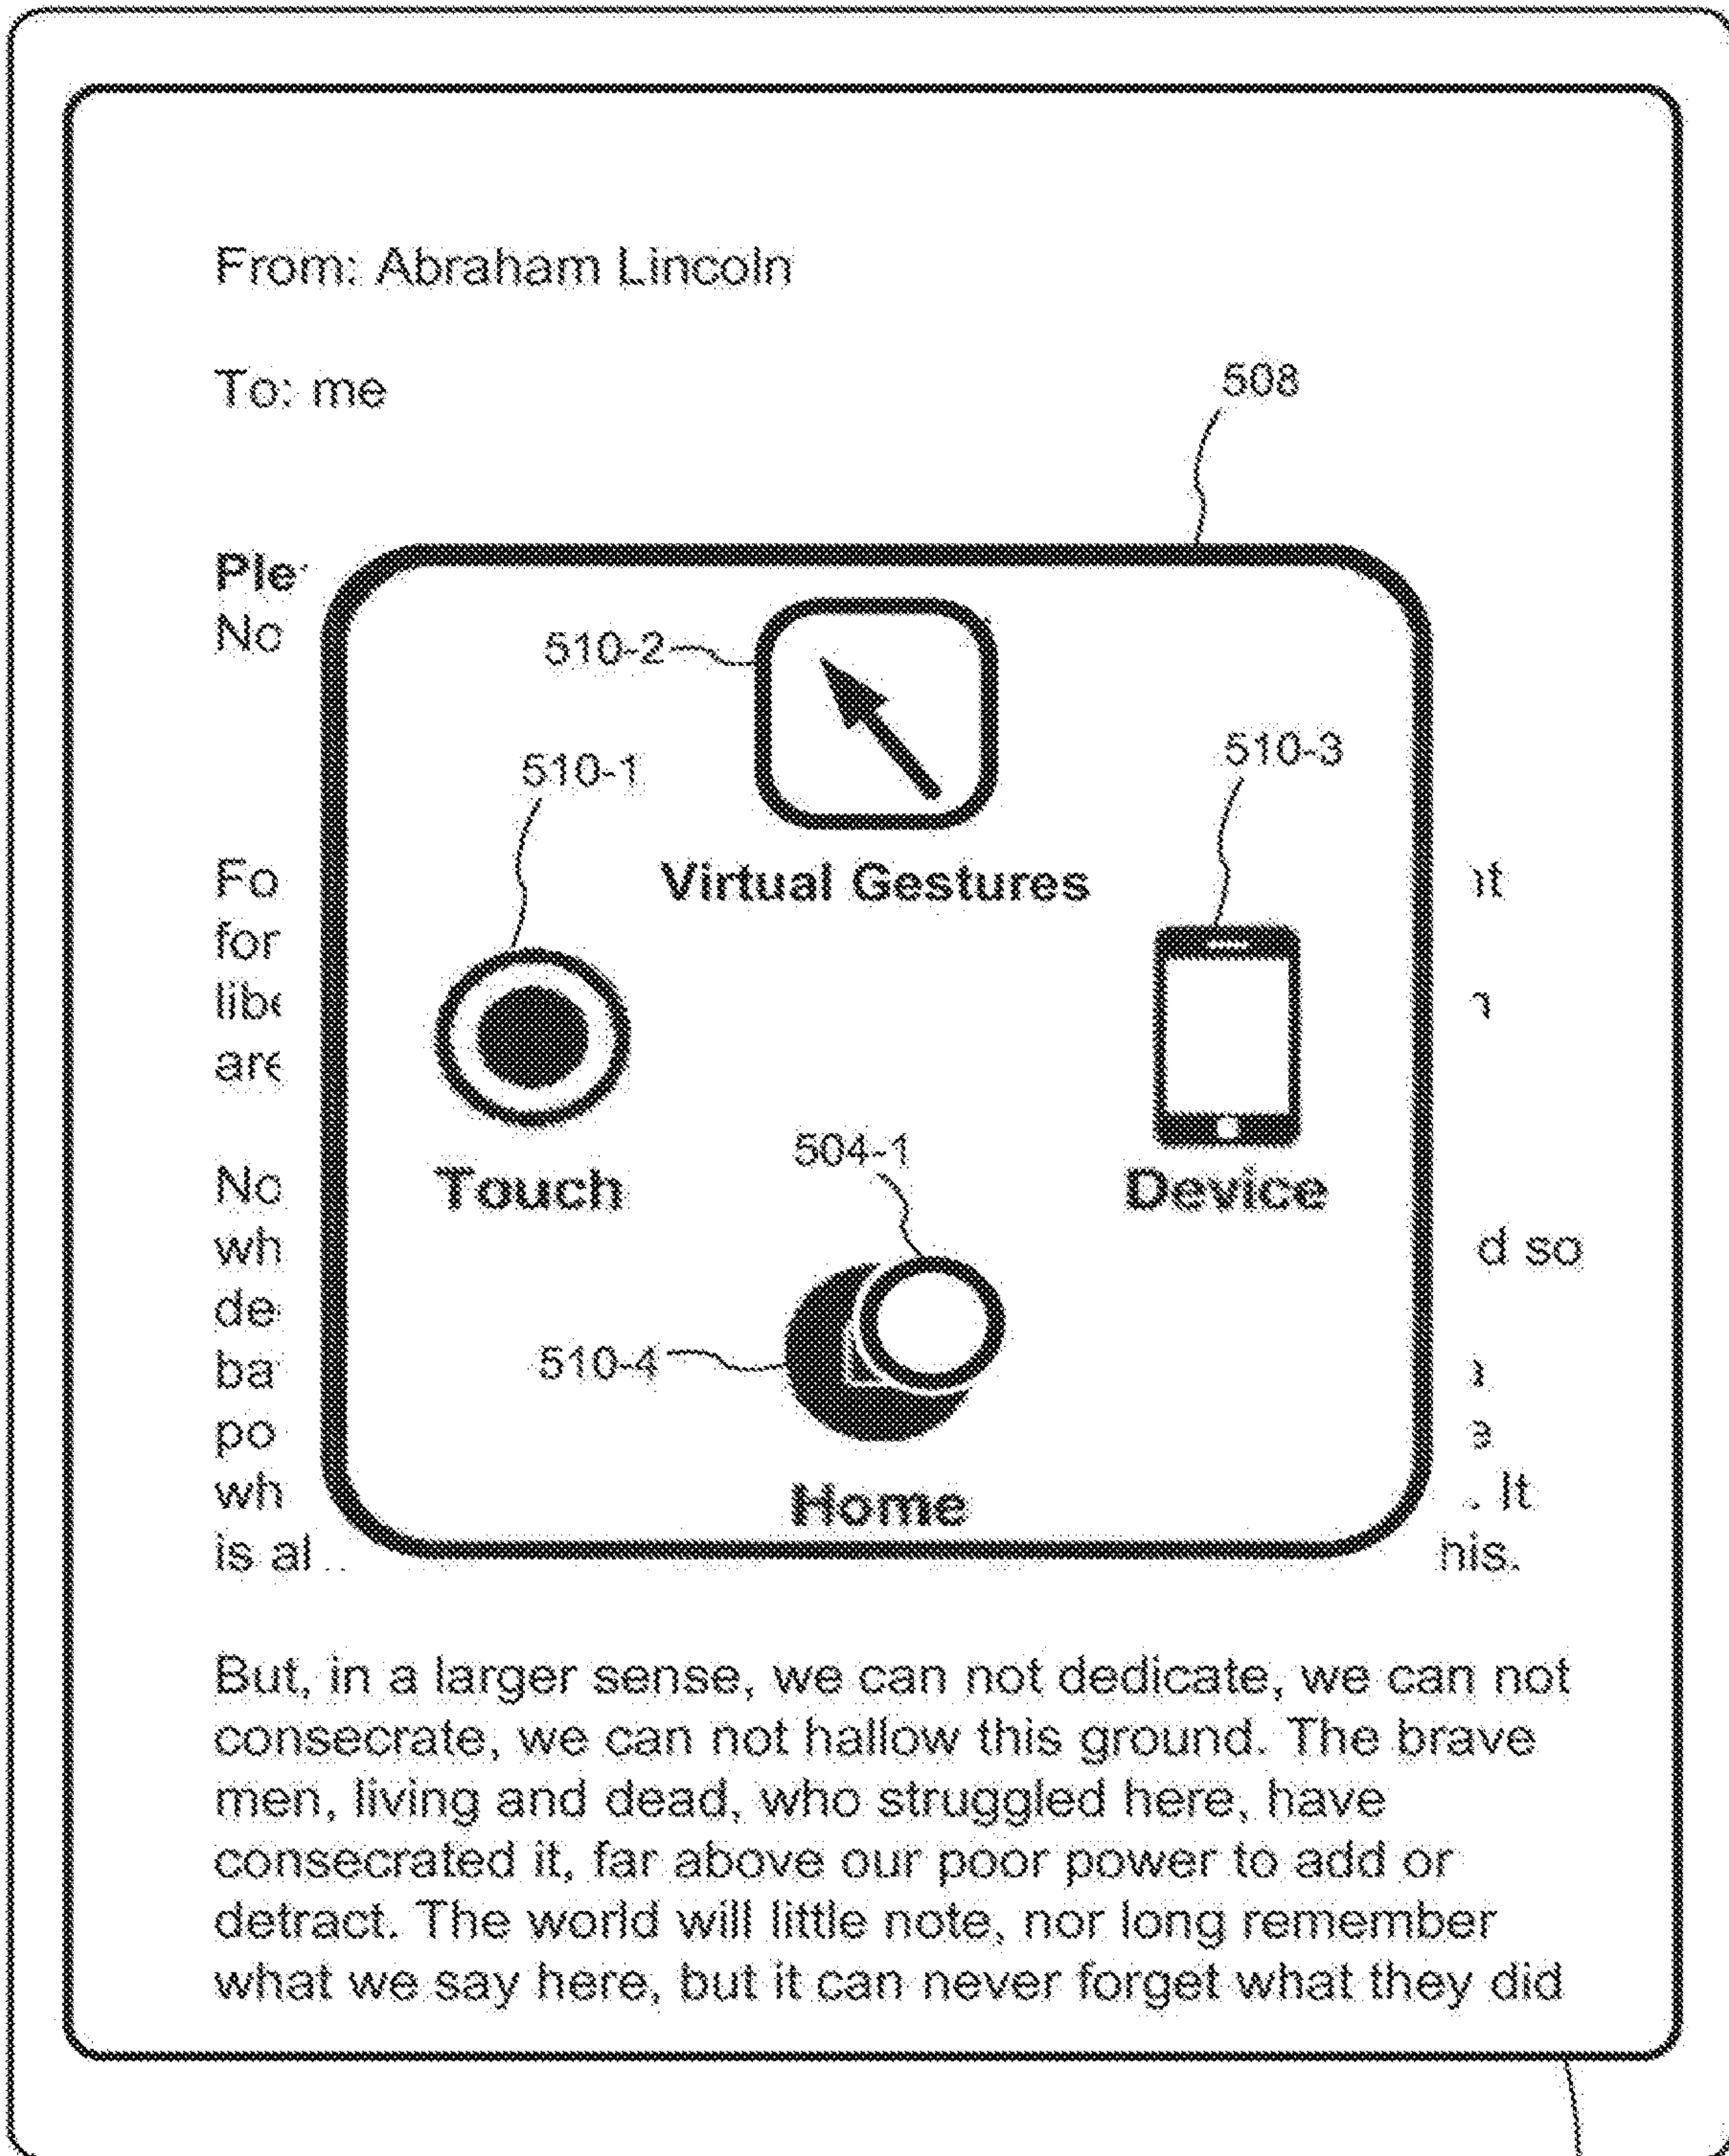 From: Abraham Lincoln
To: me
508
Ple
No
510-2
510-1
510-3
Virtual Gestures
Fo
for
lib
are
nt
n
Touch
504-1
Device
No
wh d so
de
ba
510-4
po e
wh . It
Home
is al his.
But, in a larger sense, we can not dedicate, we can not
consecrate, we can not hallow this ground. The brave
men, living and dead, who struggled here, have
consecrated it, far above our poor power to add or
detract. The world will little note, nor long remember
what we say here, but it can never forget what they did